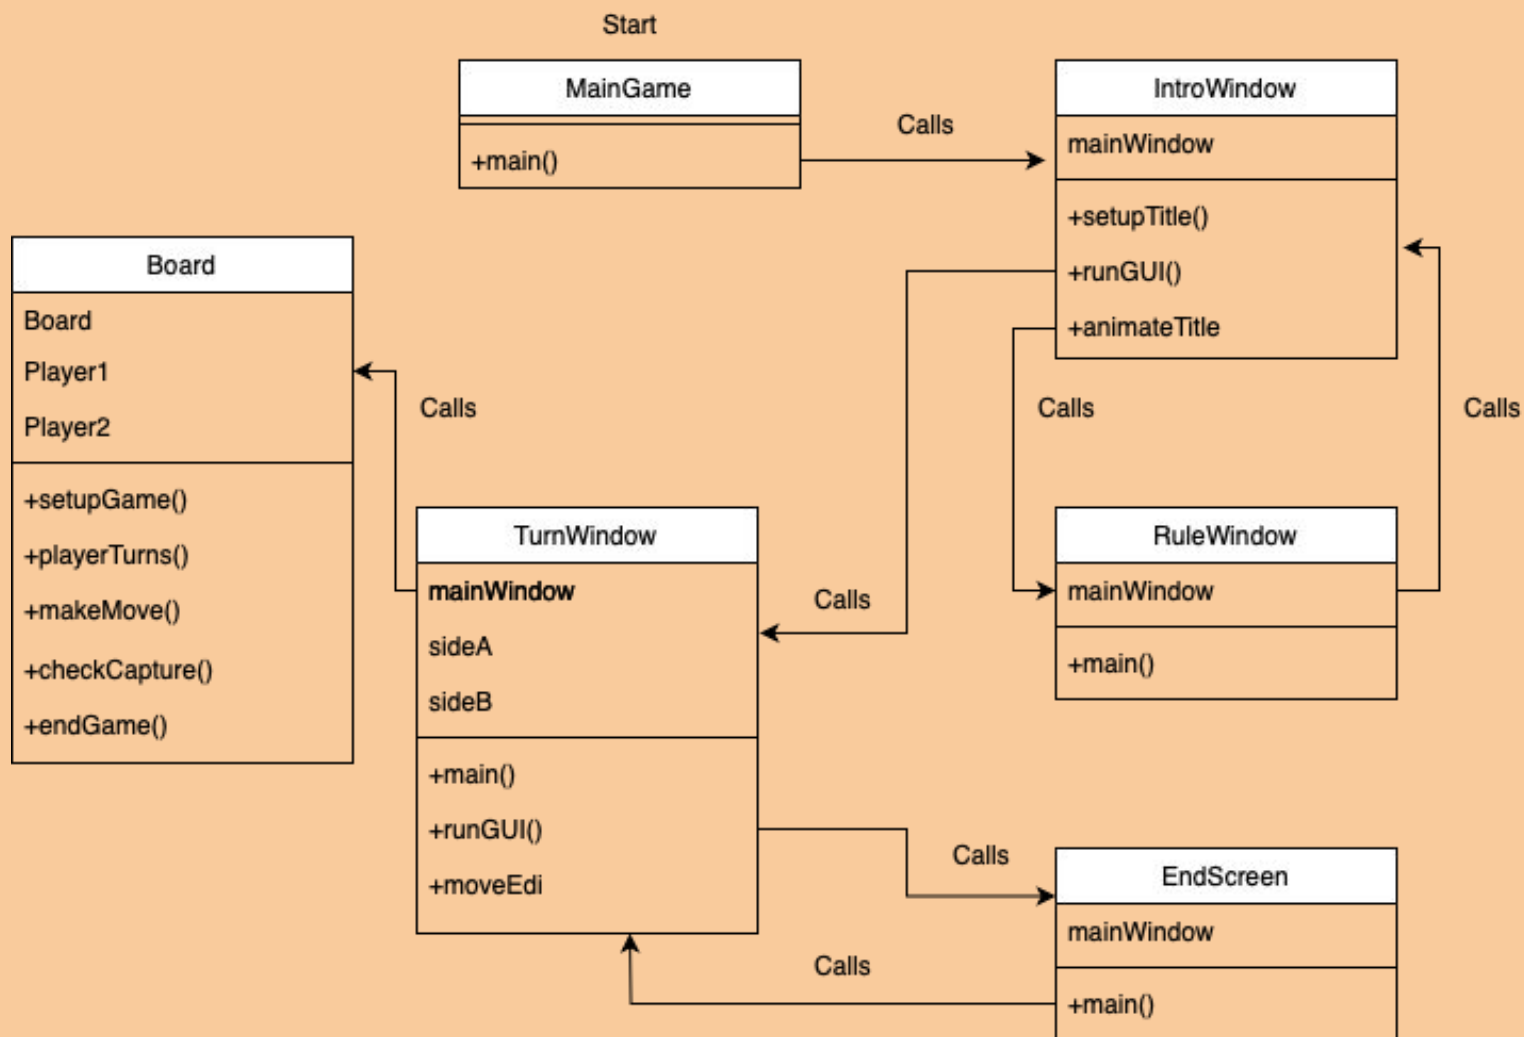 Start
MainGame
+main()
Calls
IntroWindow
mainWindow
+setupTitle()
+runGUI()
+animateTitle
Board
Board
Player1
Player2
+setupGame()
+playerTurns()
+makeMove()
+checkCapture()
+endGame()
Calls
Calls
Calls
TurnWindow
mainWindow
sideA
sideB
+main()
+runGUI()
+moveEdi
Calls
RuleWindow
mainWindow
+main()
Calls
EndScreen
mainWindow
+main()
Calls